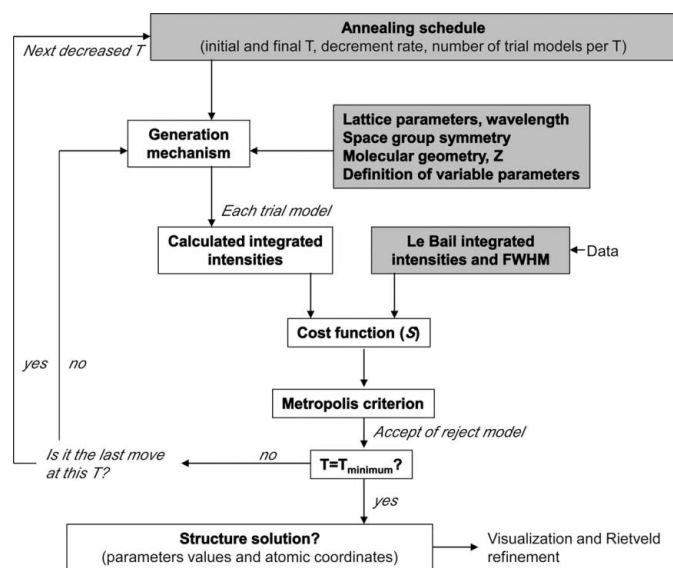 Annealing schedule
(initial and final T, decrement rate, number of trial models per T)
Next decreased T
Generation
mechanism
Lattice parameters, wavelength
Space group symmetry
Molecular geometry, Z
Definition of variable parameters
Each trial model
Calculated integrated
intensities
Le Bail integrated
intensities and FWHM
Data
Cost function (S)
yes
no
Metropolis criterion
Accept of reject model
Is it the last move
at this T?
no
T=Tminimum?
yes
Structure solution?
(parameters values and atomic coordinates)
Visualization and Rietveld
refinement